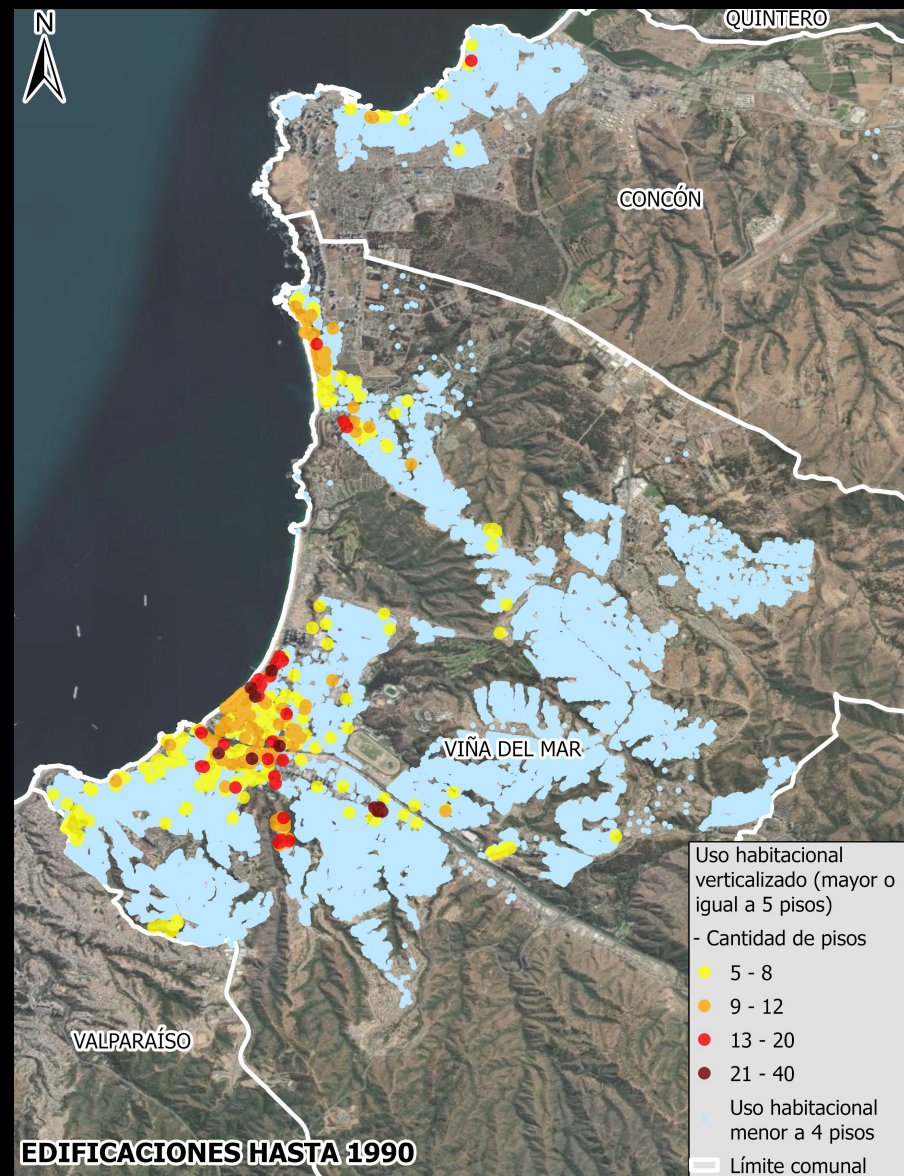 N
QUINTERO
CONCÓN
VIÑA DEL MAR
VALPARAÍSO
Uso habitacional
verticalizado (mayor o
igual a 5 pisos)
- Cantidad de pisos
5 - 8
9 - 12
13 - 20
21 - 40
Uso habitacional
menor a 4 pisos
Límite comunal
EDIFICACIONES HASTA 1990